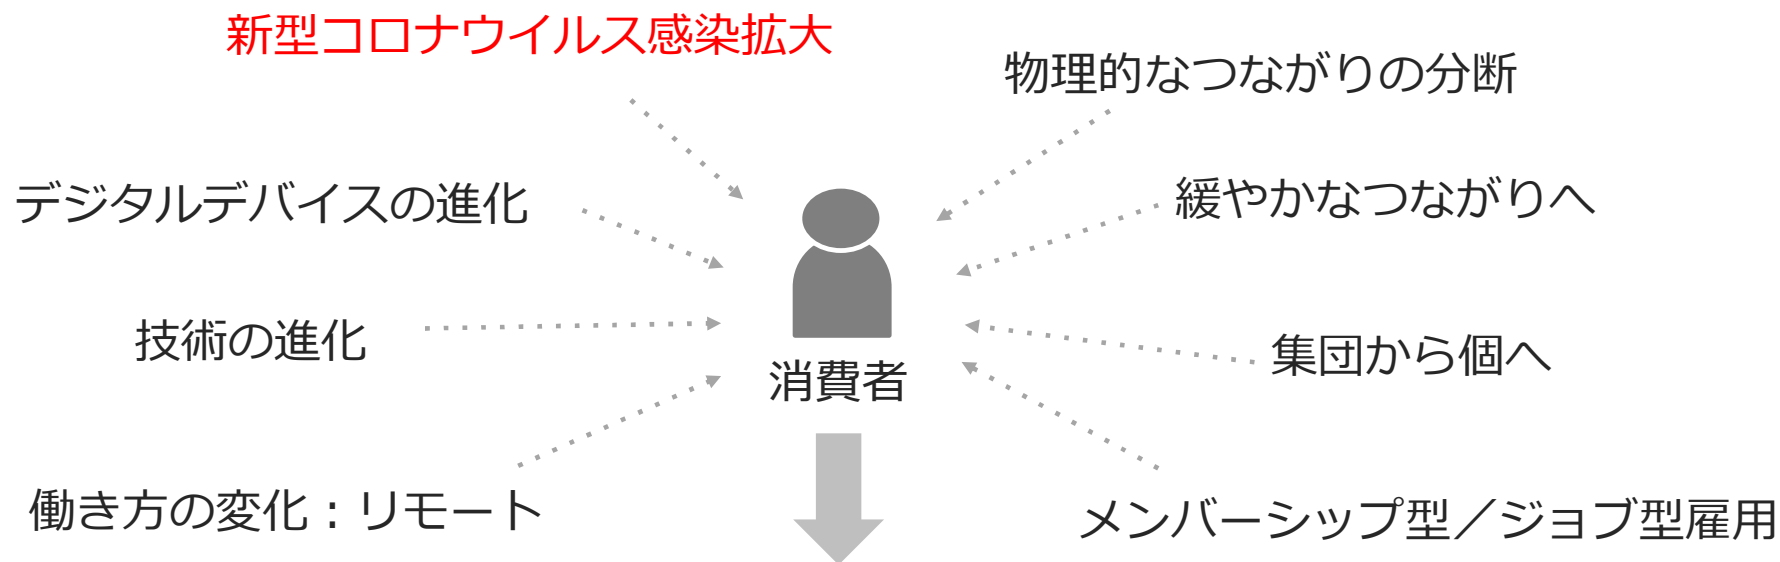 新型コロナウイルス感染拡大
物理的なつながりの分断
デジタルデバイスの進化
緩やかなつながりへ
技術の進化
集団から個へ
消費者
働き方の変化：リモート
メンバーシップ型／ジョブ型雇用